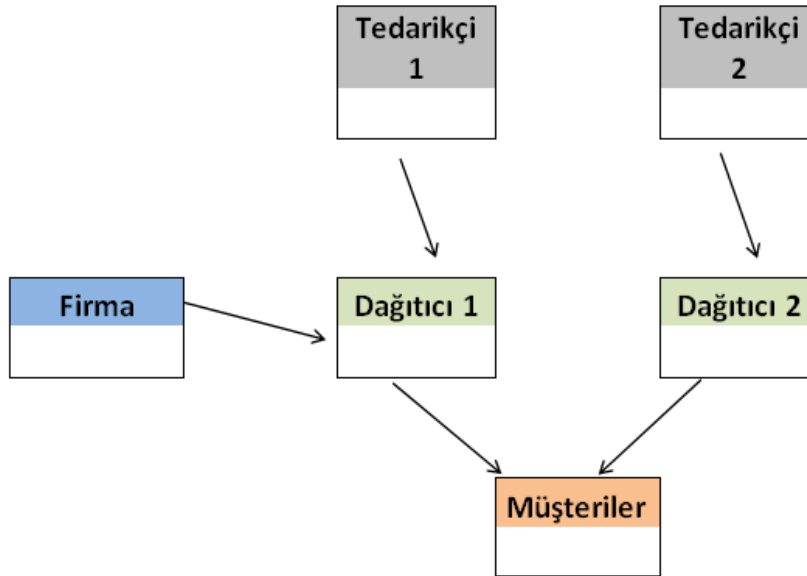 Tedarikçi
1
Tedarikçi
2
Firma
Dağıtıcı 1
Dağıtıcı 2
Müşteriler